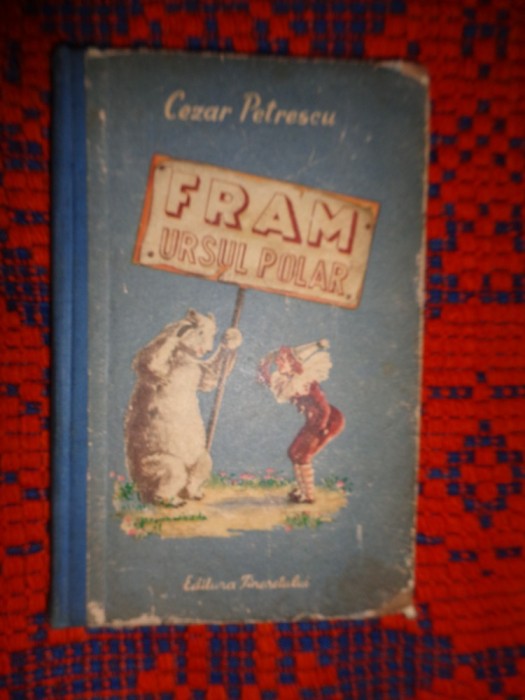 Cezar Petrescu
FRAM
URSUL POLAR
Editura Tineretului